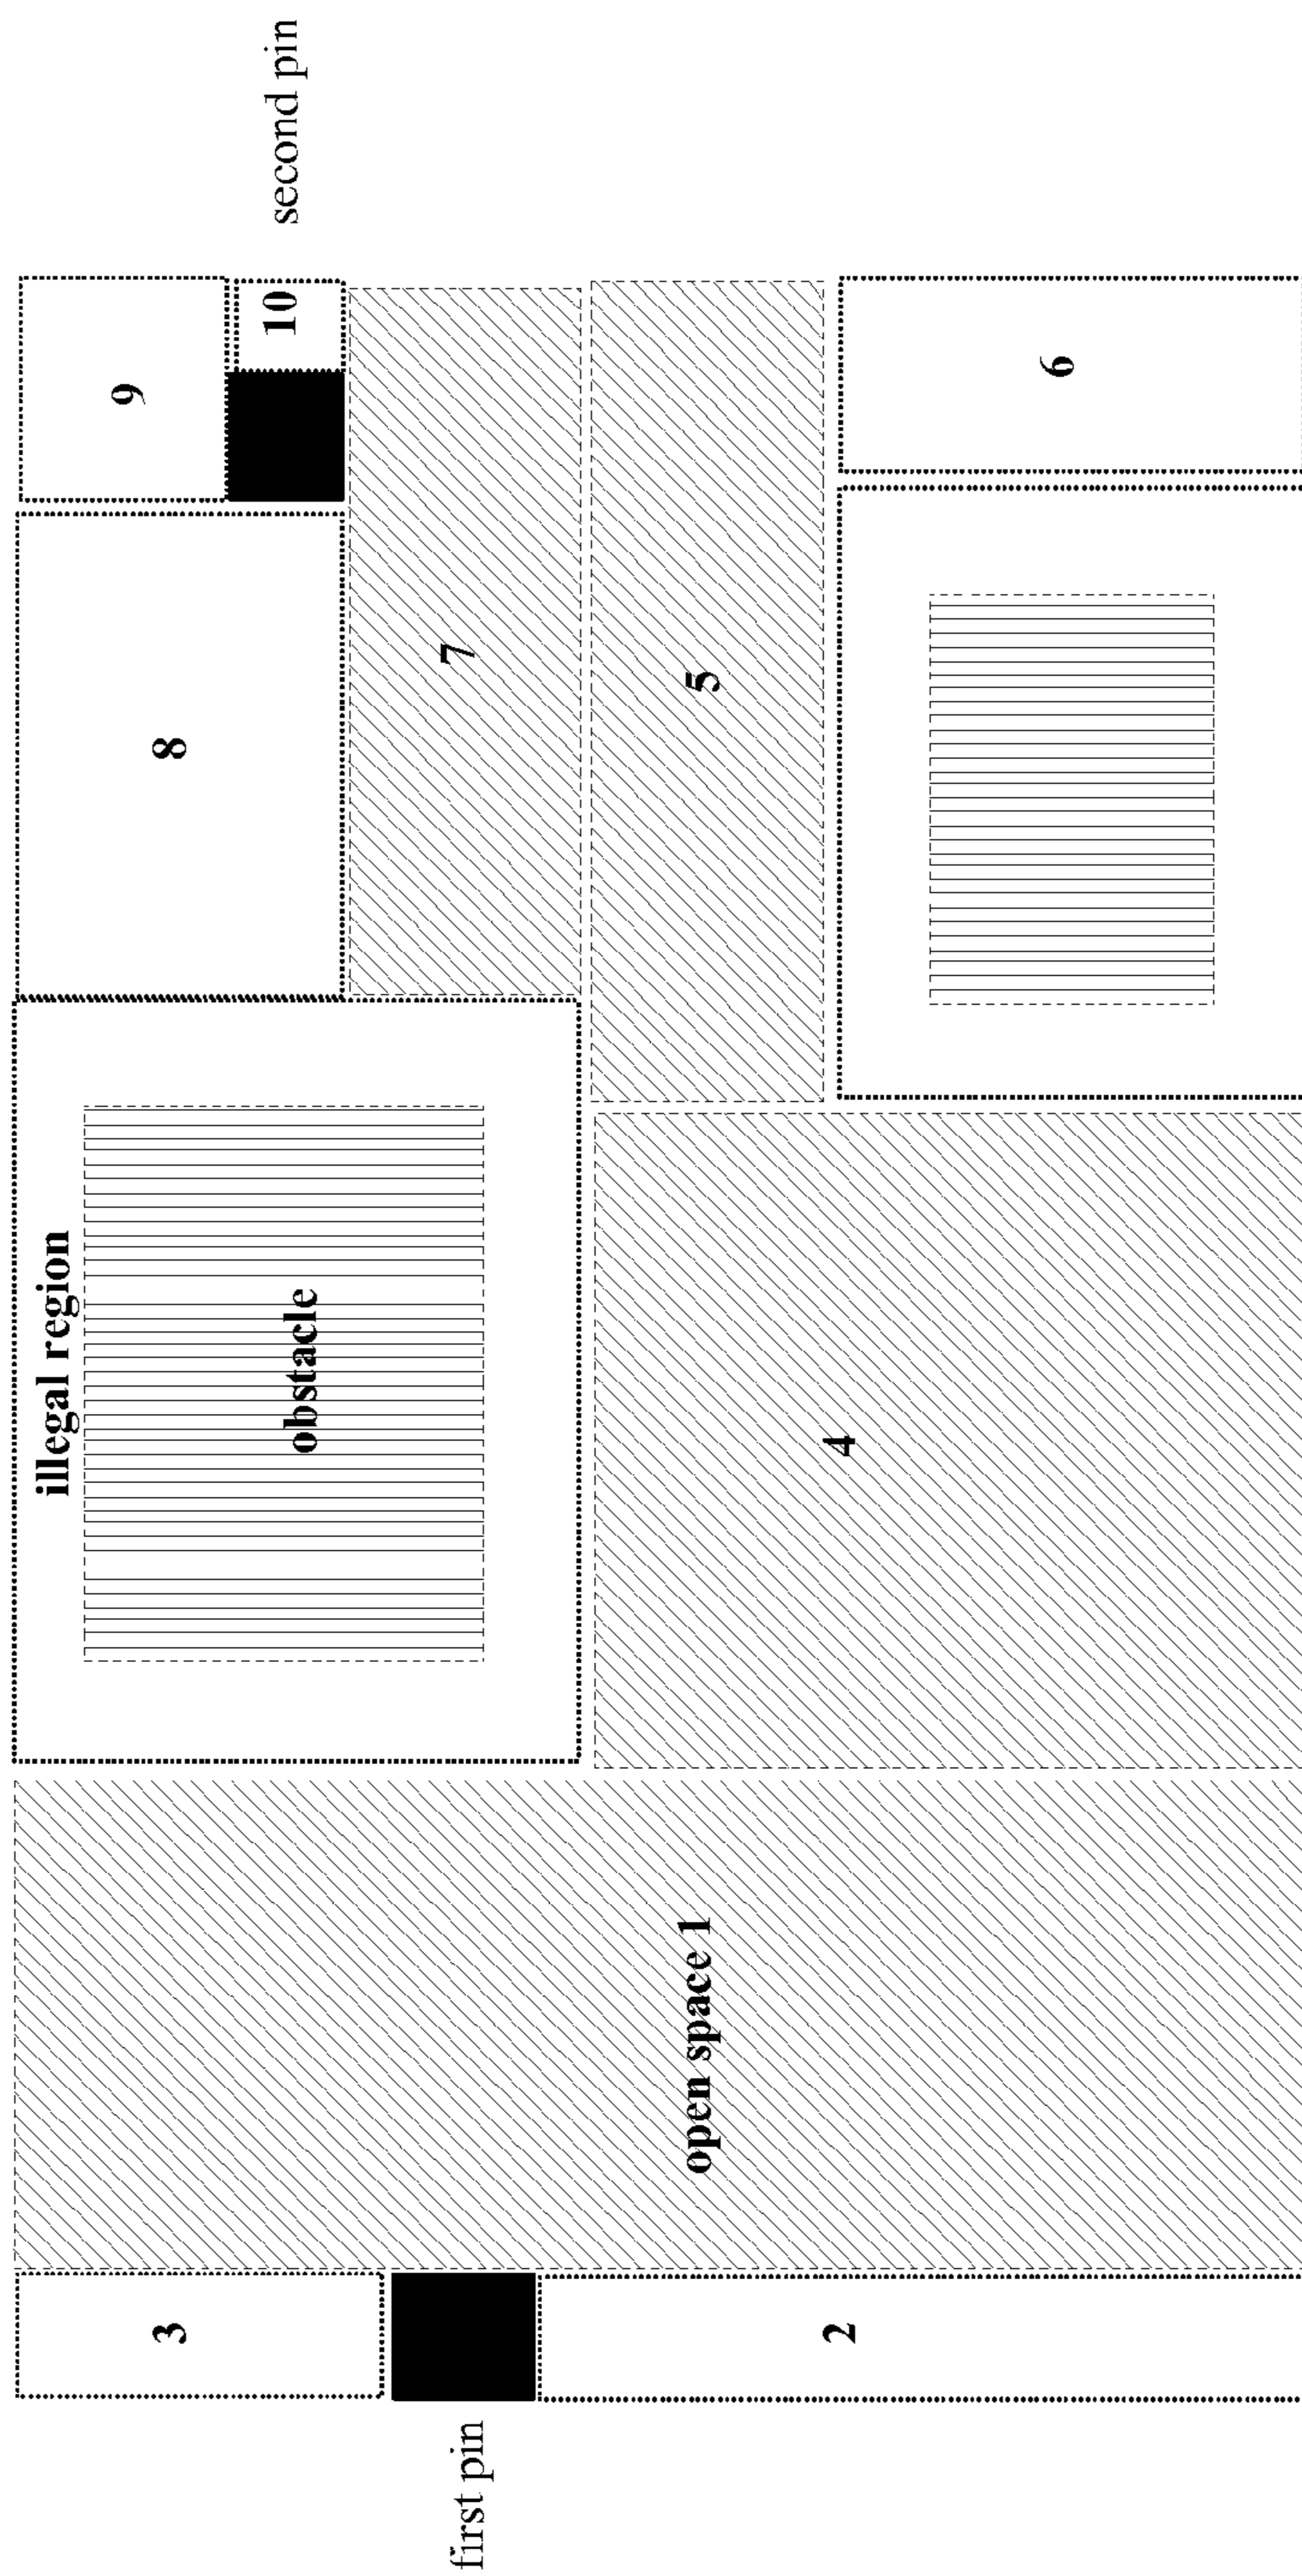 illegal region
9
3
8
obstacle
10
second pin
first pin
7
open space 1
5
2
4
6